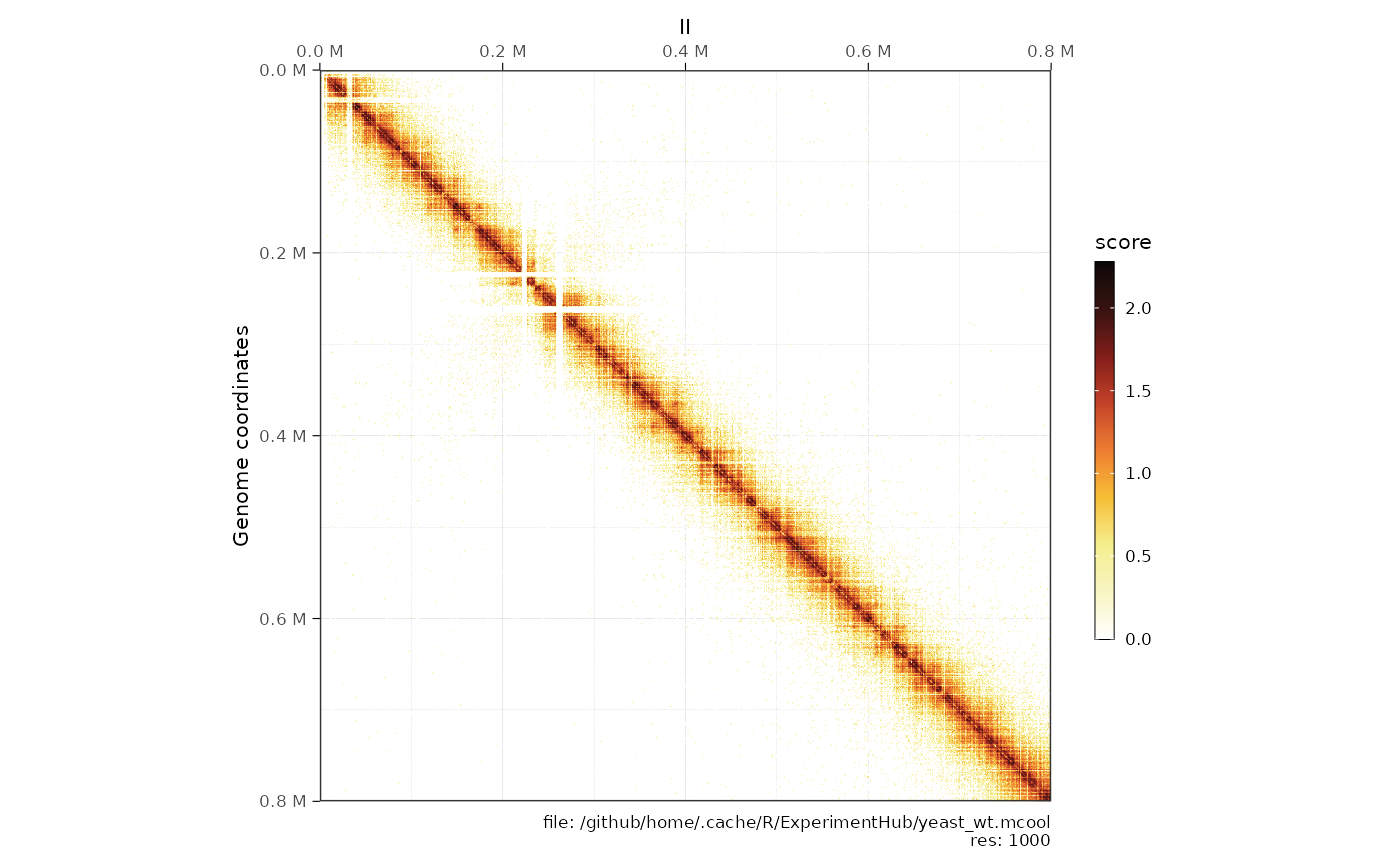 II
0.0 M 0.2 M 0.4 M 0.6 M 0.8 M
0.0 M
0.2 M
0.4 M
0.6 M
0.8 M
Genome coordinates
score
2.0
1.5
1.0
0.5
0.0
file: /github/home/.cache/R/ExperimentHub/yeast_wt.mcool
res: 1000